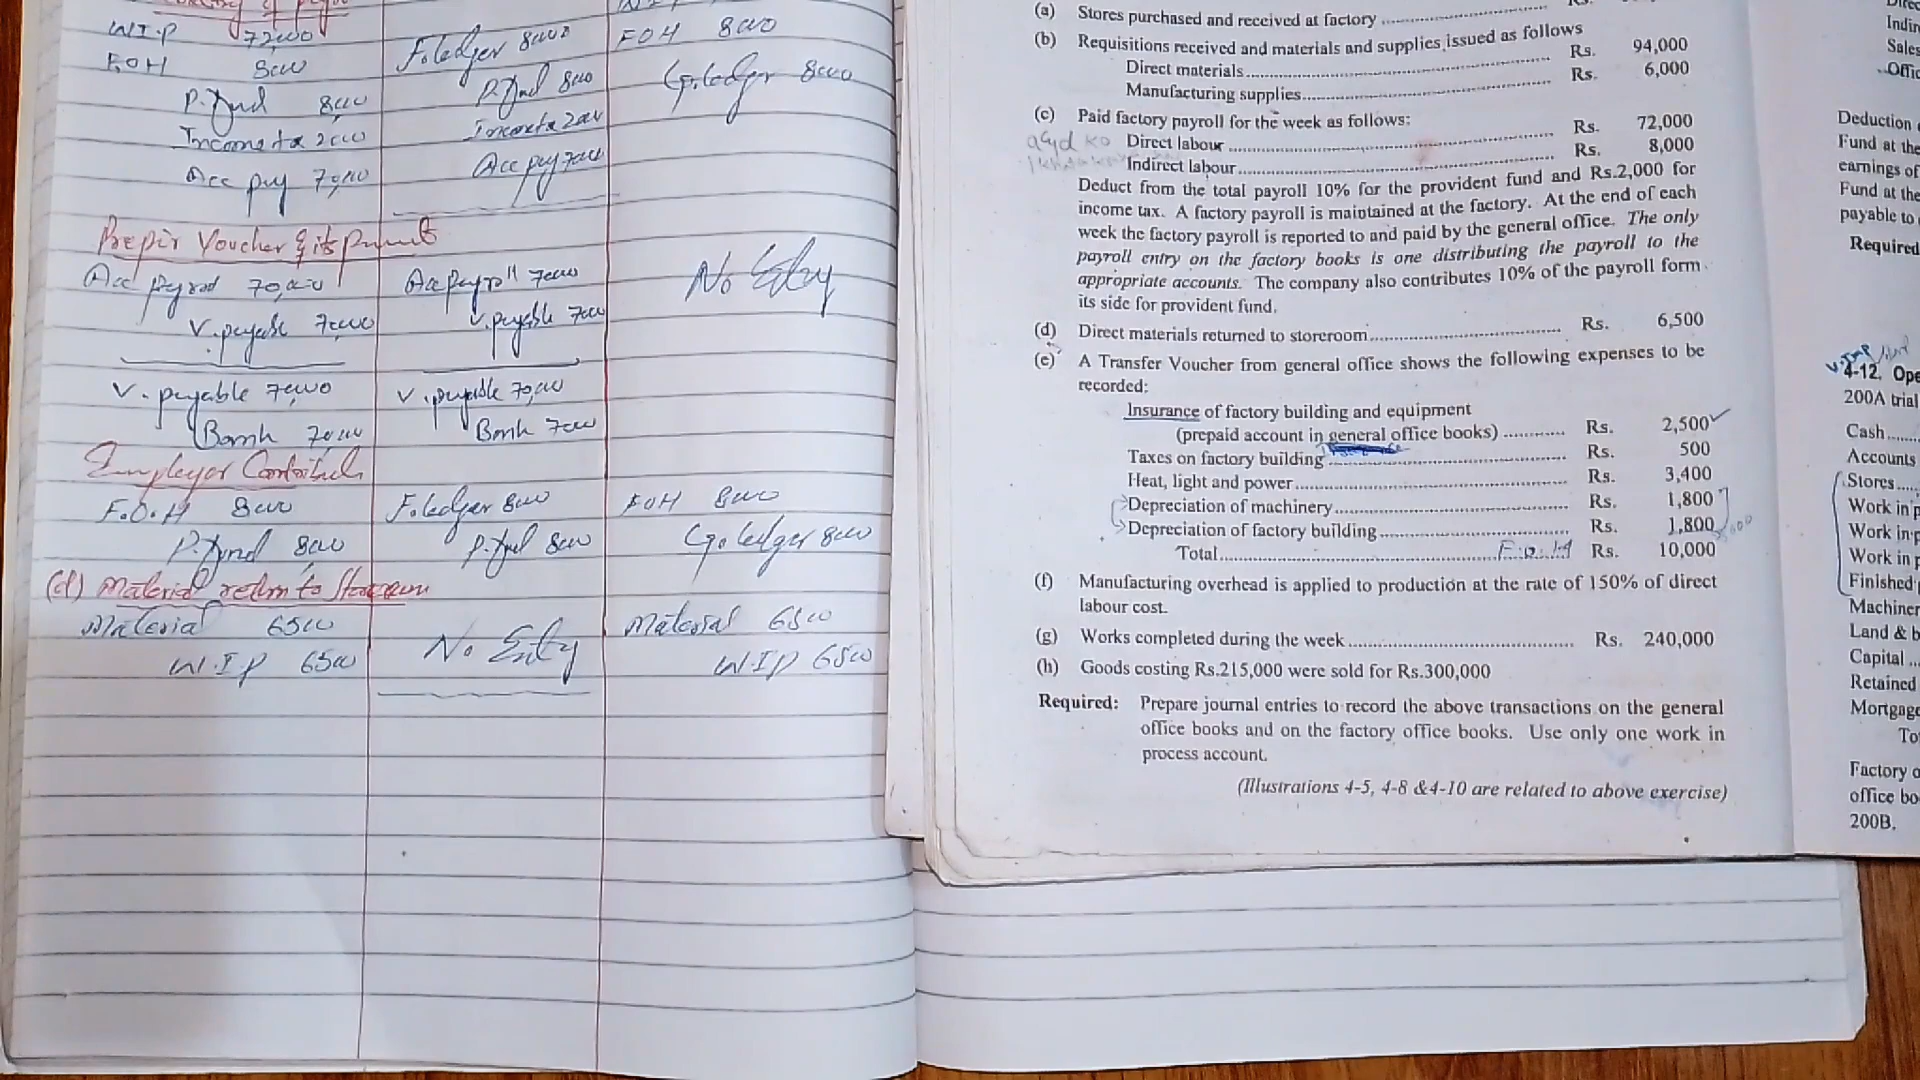 W.I.P 72,000
F.O.H 8000
P. Fund 8,000
Income tax 2000
Acc pay 70,000
F. ledger 80000
P. Fund 8000
Income tax 2000
Acc pay 70000
FOH 8000
G. ledger
Prepair Voucher & its
Acc payroll 70,000
V. payable 70000
Acc Payroll 70000
V. payable 70000
No Entry
V. payable 70000
Bank 70,000
V. payable 70,000
Bank 70000
Employer
F.O.H 8000
P. Fund 8000
F. ledger 8000
P. Fund 8000
FOH 8000
G. ledger 8000
(d) Material return to Storeroom
Material 6500
W.I.P 6500
No Entry
Material 6500
W.I.P 6500
(a) Stores purchased and received at factory
(b) Requisitions received and materials and supplies issued as follows
Direct materials Rs. 94,000
Manufacturing supplies Rs. 6,000
(c) Paid factory payroll for the week as follows:
Direct labour Rs. 72,000
Indirect labour Rs. 8,000
Deduct from the total payroll 10% for the provident fund and Rs.2,000 for
income tax. A factory payroll is maintained at the factory. At the end of each
week the factory payroll is reported to and paid by the general office. The only
payroll entry on the factory books is one distributing the payroll to the
appropriate accounts. The company also contributes 10% of the payroll form
its side for provident fund.
(d) Direct materials returned to storeroom Rs. 6,500
(e) A Transfer Voucher from general office shows the following expenses to be
recorded:
Insurance of factory building and equipment
(prepaid account in general office books) Rs. 2,500
Taxes on factory building Rs. 500
Heat, light and power Rs. 3,400
Depreciation of machinery Rs. 1,800
Depreciation of factory building Rs. 1,800
Total F.O.H Rs. 10,000
(f) Manufacturing overhead is applied to production at the rate of 150% of direct
labour cost.
(g) Works completed during the week Rs. 240,000
(h) Goods costing Rs.215,000 were sold for Rs.300,000
Required: Prepare journal entries to record the above transactions on the general
office books and on the factory office books. Use only one work in
process account.
(Illustrations 4-5, 4-8 &4-10 are related to above exercise)
Sales
Deduction
Fund at the
earnings of
Fund at the
payable to
Required
V.IMP
4-12. Ope
200A trial
Cash
Accounts
Stores
Work in p
Work in p
Work in p
Finished
Machiner
Land & b
Capital
Retained
Mortgage
To
Factory o
office bo
200B.